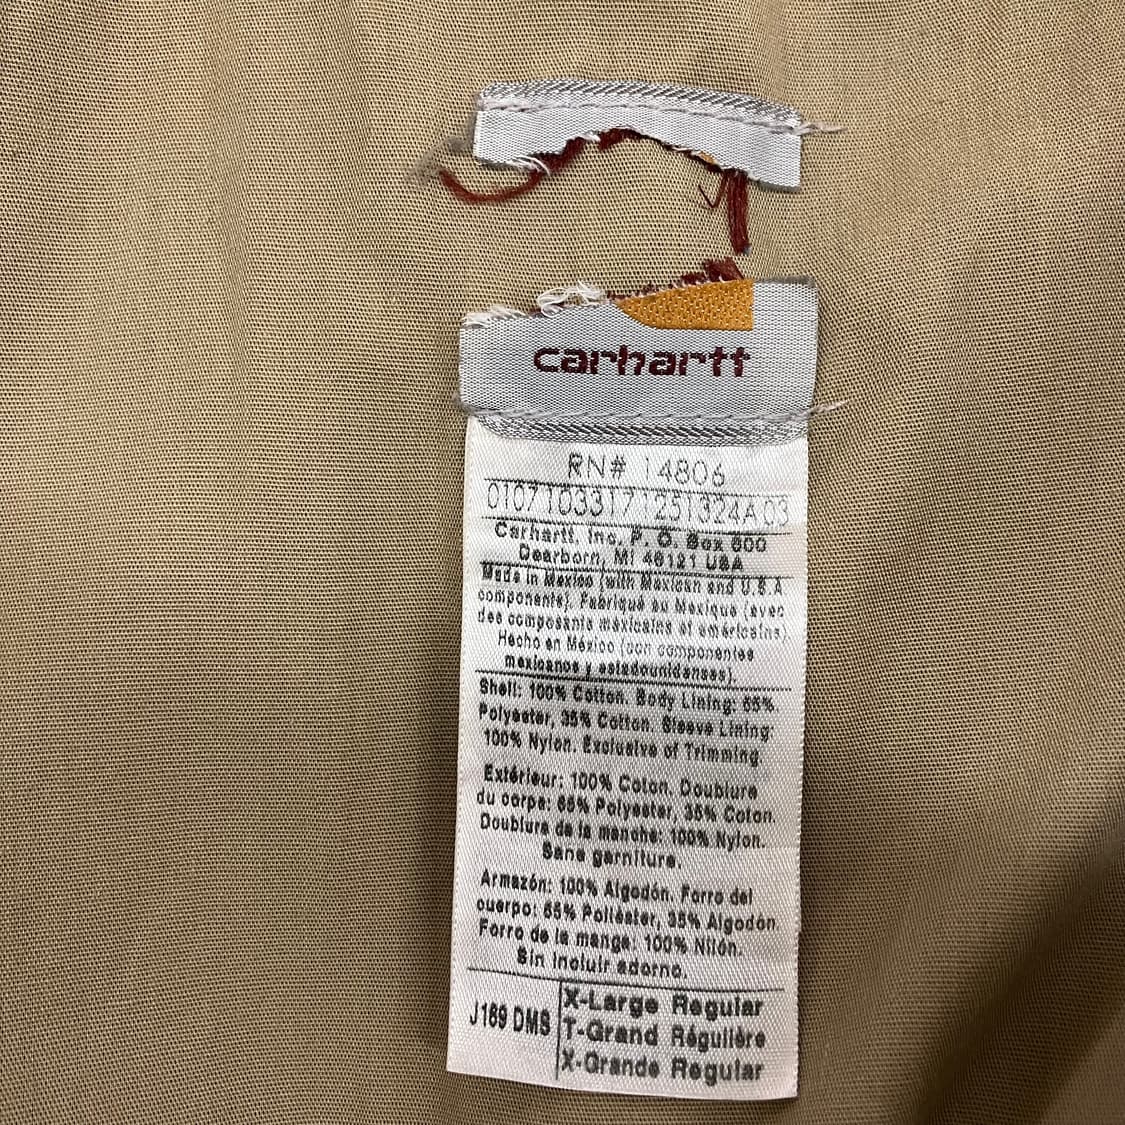 carhartt
RN# 14806
01071033171251324A03
Carhartt, Inc. P. O. Box 600
Dearborn, MI 48121 USA
Made in Mexico (with Mexican and U.S.A.
components). Fabriqué au Mexique (avec
des composants mexicains et américains).
Hecho en México (con componentes
mexicanos y estadounidenses).
Shell: 100% Cotton. Body Lining: 65%
Polyester, 35% Cotton. Sleeve Lining:
100% Nylon. Exclusive of Trimming
Extérieur: 100% Coton. Doublure
du corps: 65% Polyester, 35% Coton.
Doublure de la manche: 100% Nylon.
Sans garniture.
Armazón: 100% Algodón. Forro del
cuerpo: 65% Poliéster, 35% Algodón
Forro de la manga: 100% Nilón.
Sin incluir adorno.
J169 DMS
X-Large Regular
T-Grand Régulière
X-Grande Regular